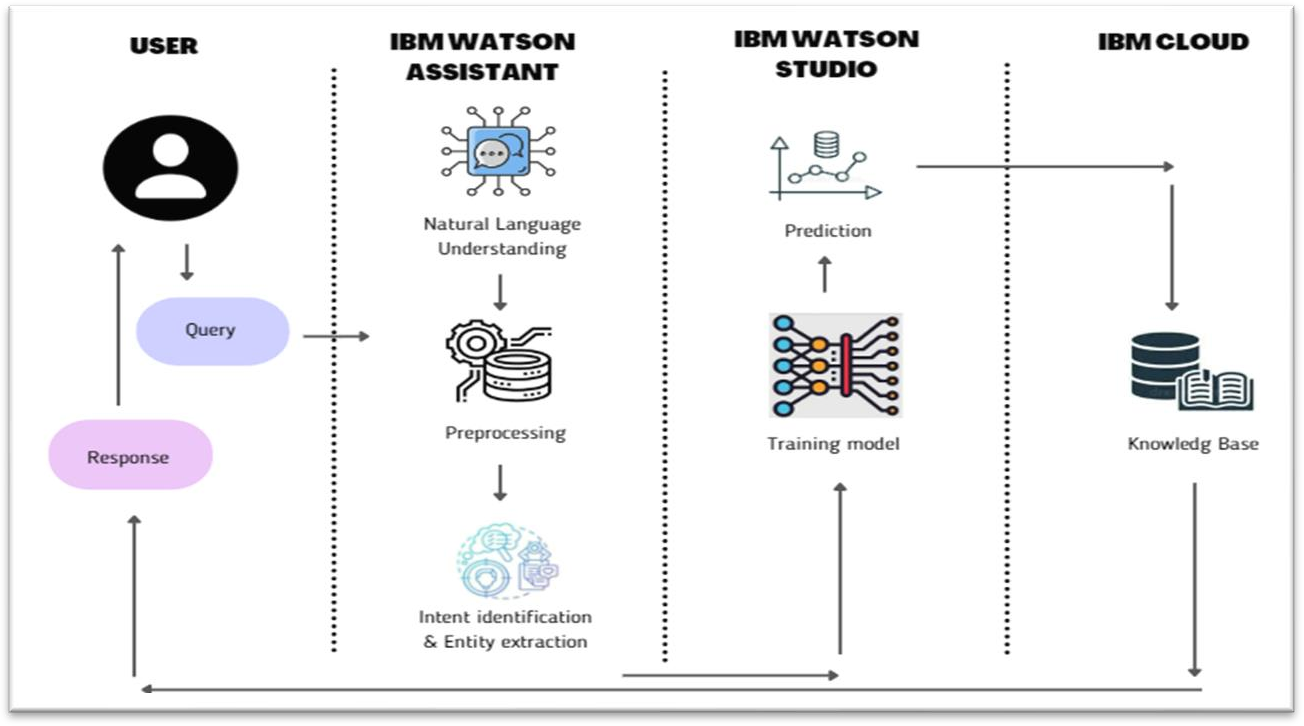 USER
IBM WATSON
ASSISTANT
IBM WATSON
STUDIO
IBM CLOUD
Natural Language
Understanding
Prediction
Query
Preprocessing
Training model
Knowledg Base
Response
Intent identification
& Entity extraction